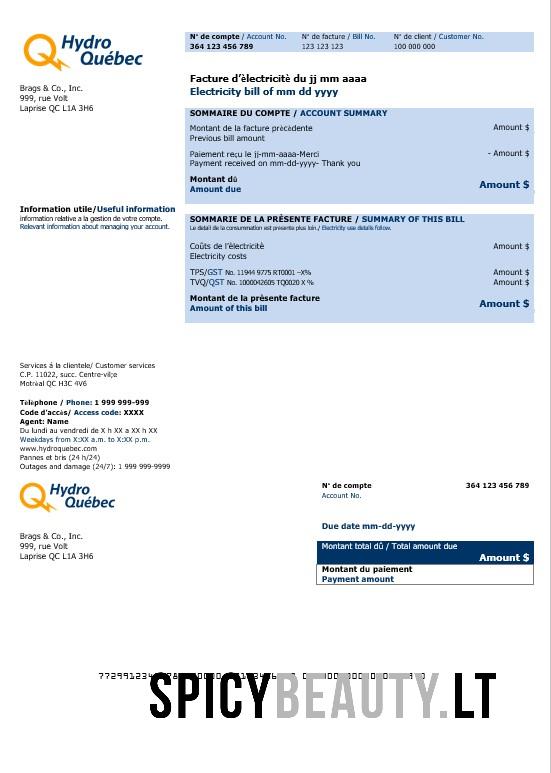 Hydro
Québec
N° de compte / Account No.
364 123 456 789
N° de facture / Bill No.
123 123 123
N° de client / Customer No.
100 000 000
Brags & Co., Inc.
999, rue Volt
Laprise QC L1A 3H6
Facture d'èlectricitè du jj mm aaaa
Electricity bill of mm dd yyyy
SOMMAIRE DU COMPTE / ACCOUNT SUMMARY
Montant de la facture prècèdente Amount $
Previous bill amount
Paiement reçu le jj-mm-aaaa-Merci - Amount $
Payment received on mm-dd-yyyy- Thank you
Montant dû
Amount due Amount $
Information utile/Useful information
Information relative a la gestion de votre compte.
Relevant information about managing your account.
SOMMARIE DE LA PRÉSENTE FACTURE / SUMMARY OF THIS BILL
Le detail de la consummation est presente plus loin./ Electricity use details follow.
Coûts de l'èlectricitè Amount $
Electricity costs
TPS/GST No. 11944 9775 RT0001 –X% Amount $
TVQ/QST No. 1000042605 TQ0020 X % Amount $
Montant de la prèsente facture
Amount of this bill Amount $
Services á la clientele/ Customer services
C.P. 11022, succ. Centre-vil;e
Motrèal QC H3C 4V6
Tèlèphone / Phone: 1 999 999-999
Code d'accès/ Access code: XXXX
Agent: Name
Du lundi au vendredi de X h XX a XX h XX
Weekdays from X:XX a.m. to X:XX p.m.
www.hydroquebec.com
Pannes et bris (24 h/24)
Outages and damage (24/7): 1 999 999-9999
Hydro
Québec
N° de compte 364 123 456 789
Account No.
Due date mm-dd-yyyy
Brags & Co., Inc.
999, rue Volt
Laprise QC L1A 3H6
Montant total dû / Total amount due
Amount $
Montant du paiement
Payment amount
SPICYBEAUTY.LT